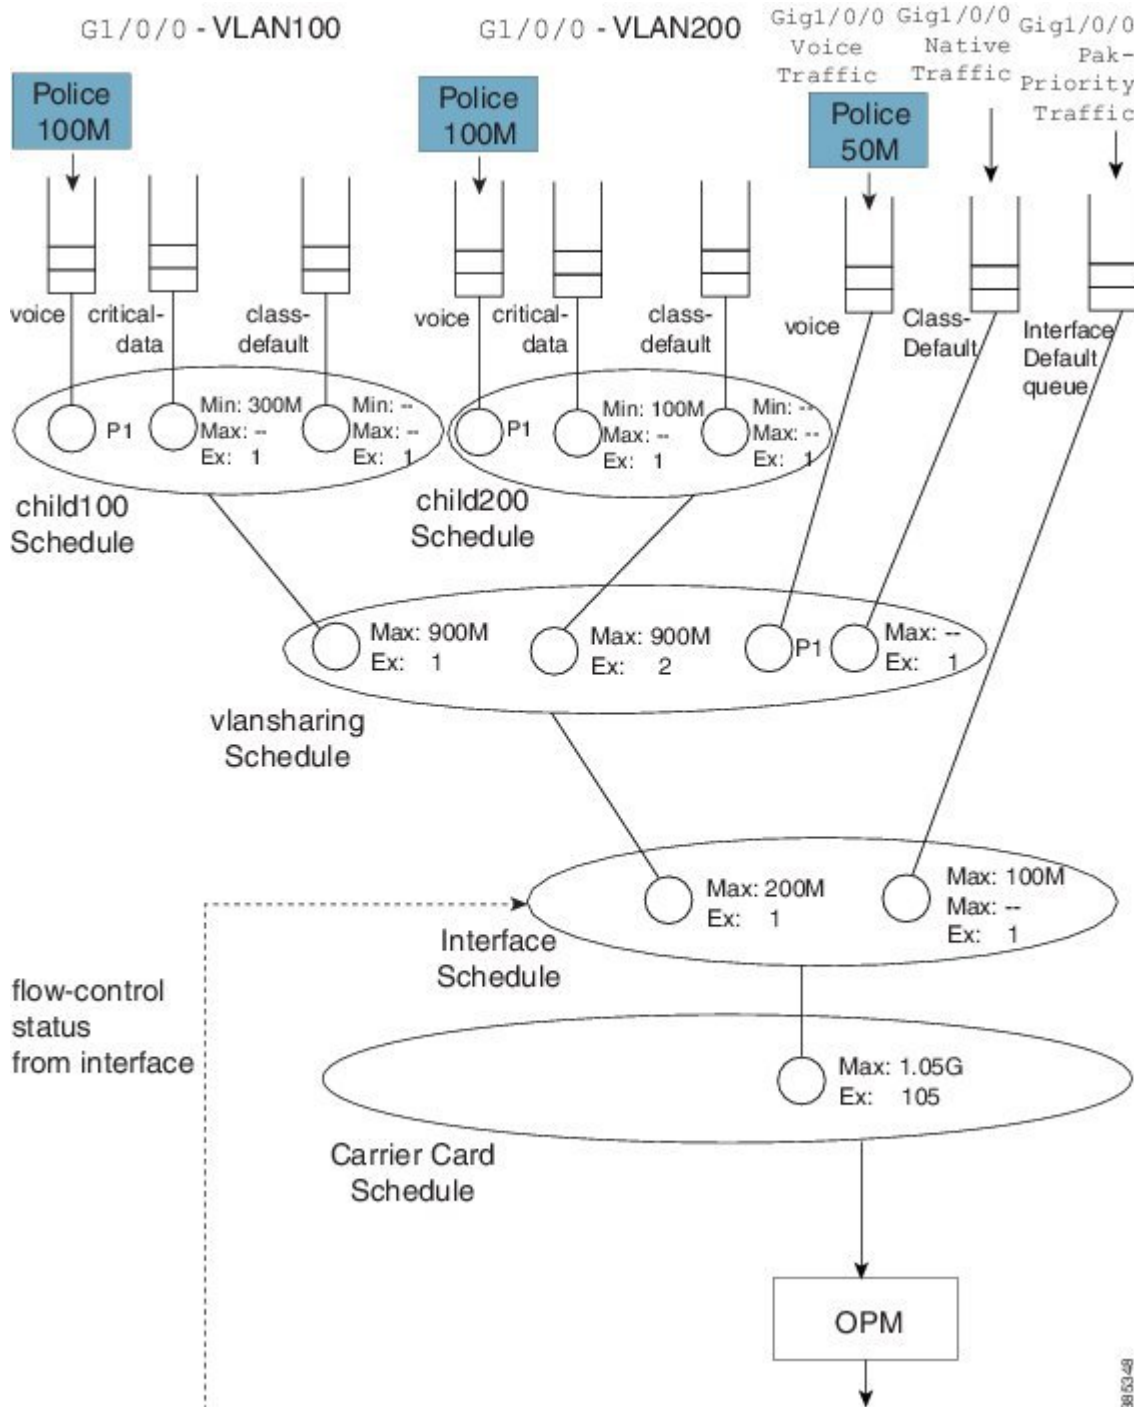 G1/0/0 - VLAN100
G1/0/0 - VLAN200
Gig1/0/0
Voice
Traffic
Gig1/0/0
Native
Traffic
Gig1/0/0
Pak-
Priority
Traffic
Police
100M
Police
100M
Police
50M
voice
critical-
data
class-
default
voice
critical-
data
class-
default
voice
Class-
Default
Interface
Default
queue
P1
Min: 300M
Max: --
Ex: 1
Min: --
Max: --
Ex: 1
P1
Min: 100M
Max: --
Ex: 1
Min: --
Max: --
Ex: 1
child100
Schedule
child200
Schedule
Max: 900M
Ex: 1
Max: 900M
Ex: 2
P1
Max: --
Ex: 1
vlansharing
Schedule
Max: 200M
Ex: 1
Max: 100M
Max: --
Ex: 1
Interface
Schedule
flow-control
status
from interface
Max: 1.05G
Ex: 105
Carrier Card
Schedule
OPM
385348